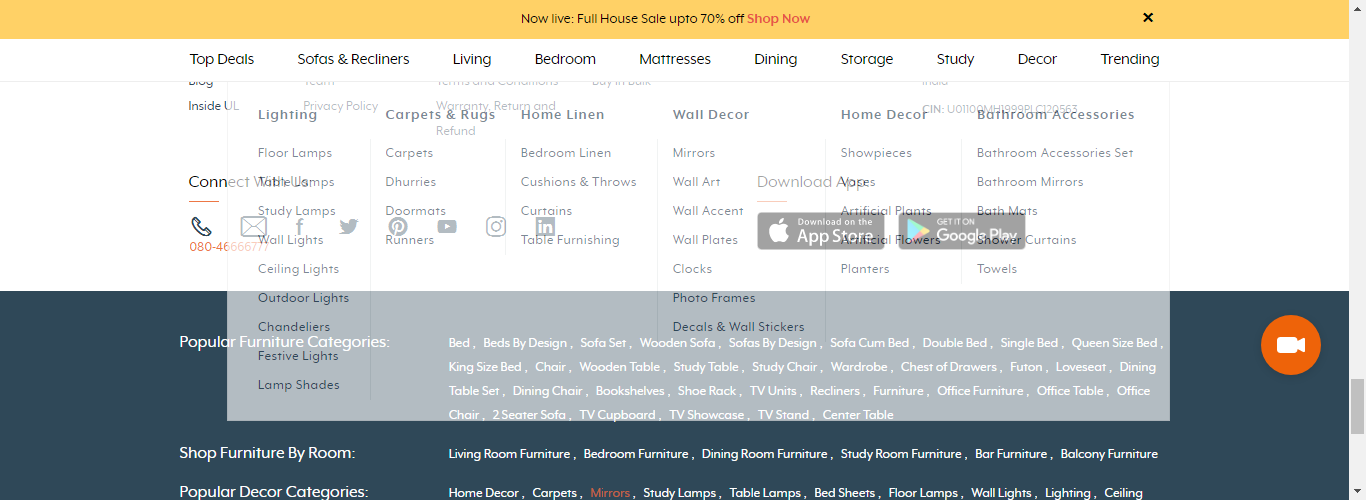 Now live: Full House Sale upto 70% off Shop Now ×
Top Deals Sofas & Recliners Living Bedroom Mattresses Dining Storage Study Decor Trending
Blog Team Terms and Conditions Buy in Bulk India
Inside UL Privacy Policy Warranty, Return and CIN: U01100MH1999PLC120563
Refund
Lighting Carpets & Rugs Home Linen Wall Decor Home Decor Bathroom Accessories
Floor Lamps Carpets Bedroom Linen Mirrors Showpieces Bathroom Accessories Set
Table Lamps Dhurries Cushions & Throws Wall Art Vases Bathroom Mirrors
Study Lamps Doormats Curtains Wall Accent Artificial Plants Bath Mats
Wall Lights Runners Table Furnishing Wall Plates Artificial Flowers Shower Curtains
Ceiling Lights Clocks Planters Towels
Outdoor Lights Photo Frames
Chandeliers Decals & Wall Stickers
Festive Lights
Lamp Shades
Connect With Us Download App
080-46666777
Download on the App Store
GET IT ON Google Play
Popular Furniture Categories: Bed , Beds By Design , Sofa Set , Wooden Sofa , Sofas By Design , Sofa Cum Bed , Double Bed , Single Bed , Queen Size Bed ,
King Size Bed , Chair , Wooden Table , Study Table , Study Chair , Wardrobe , Chest of Drawers , Futon , Loveseat , Dining
Table Set , Dining Chair , Bookshelves , Shoe Rack , TV Units , Recliners , Furniture , Office Furniture , Office Table , Office
Chair , 2 Seater Sofa , TV Cupboard , TV Showcase , TV Stand , Center Table
Shop Furniture By Room: Living Room Furniture , Bedroom Furniture , Dining Room Furniture , Study Room Furniture , Bar Furniture , Balcony Furniture
Popular Decor Categories: Home Decor , Carpets , Mirrors , Study Lamps , Table Lamps , Bed Sheets , Floor Lamps , Wall Lights , Lighting , Ceiling